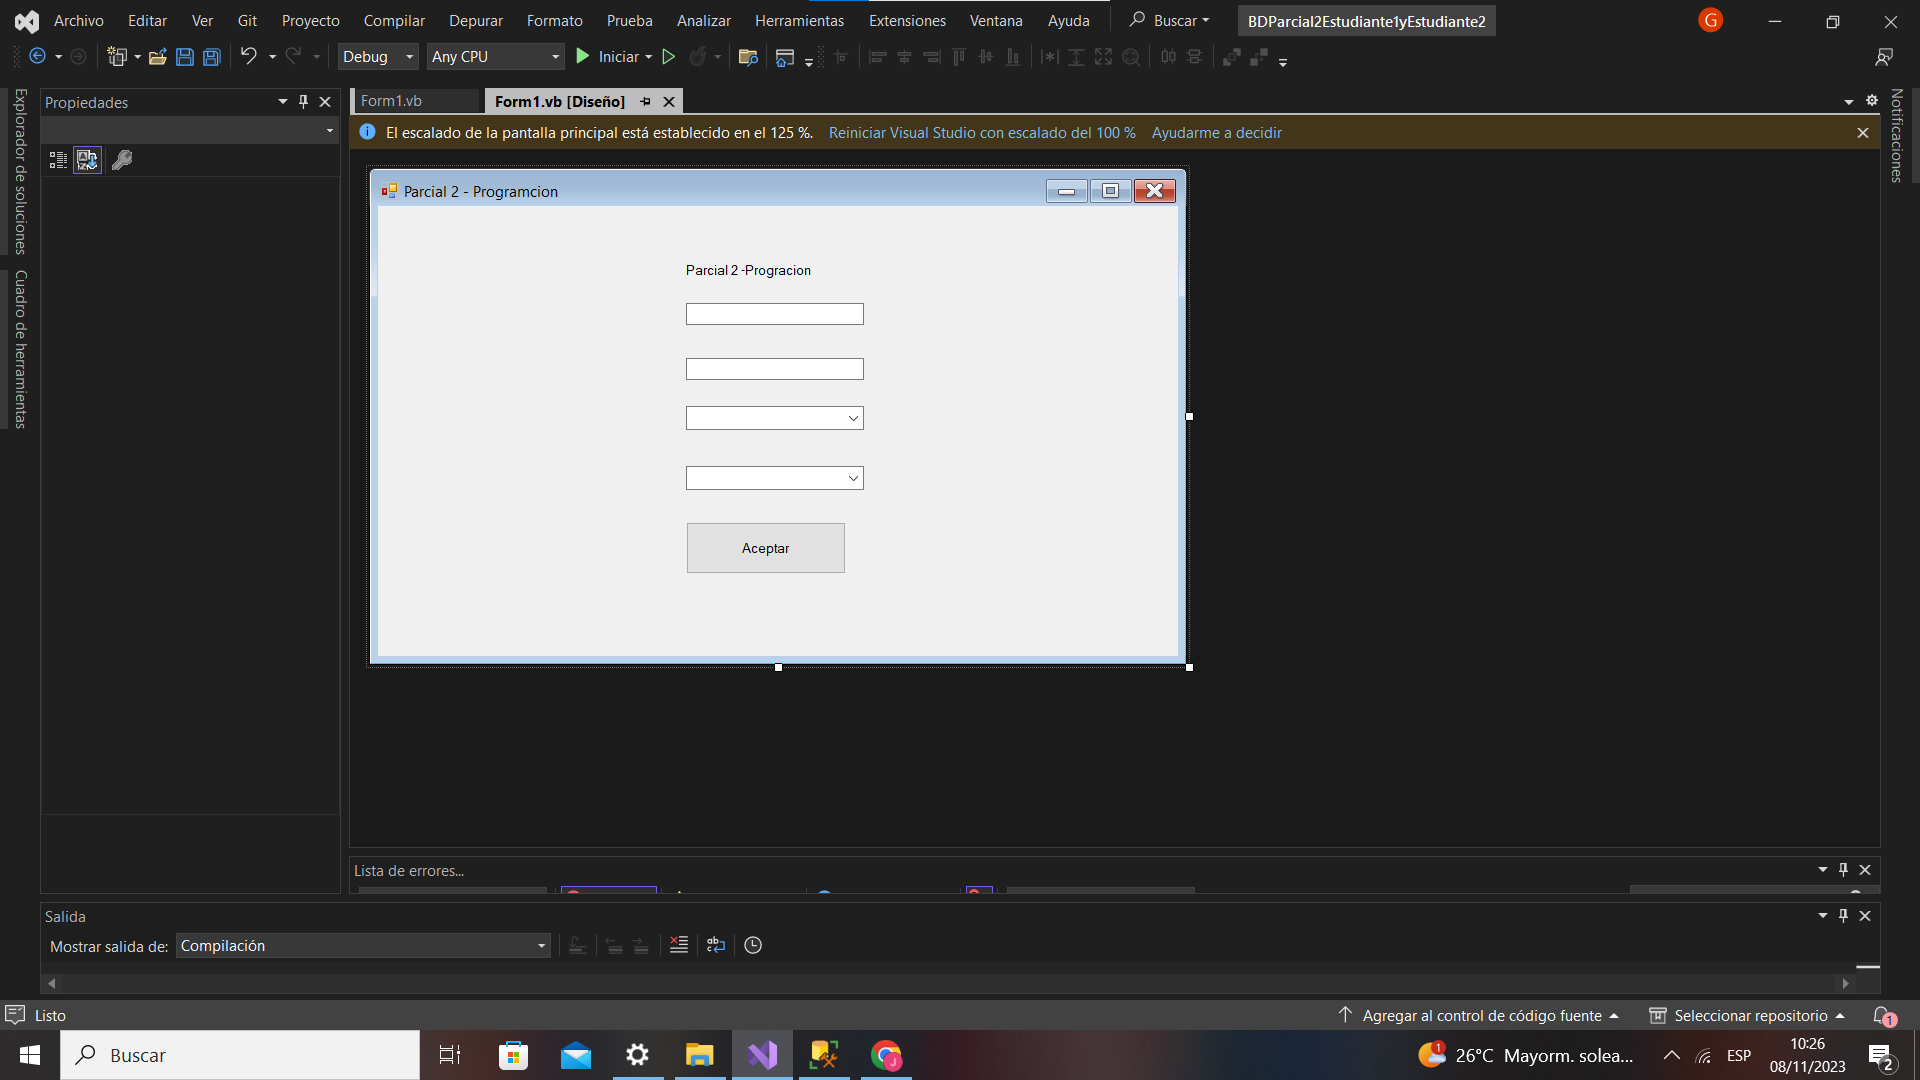 Archivo Editar Ver Git Proyecto Compilar Depurar Formato Prueba Analizar Herramientas Extensiones Ventana Ayuda Buscar BDParcial2Estudiante1yEstudiante2 G
Debug Any CPU Iniciar
Explorador de soluciones
Cuadro de herramientas
Propiedades
Form1.vb Form1.vb [Diseño]
El escalado de la pantalla principal está establecido en el 125 %. Reiniciar Visual Studio con escalado del 100 % Ayudarme a decidir
Notificaciones
Parcial 2 - Programcion
Parcial 2 -Progracion
Aceptar
Lista de errores...
Salida
Mostrar salida de: Compilación
Listo Agregar al control de código fuente Seleccionar repositorio 1
Buscar J 1 26°C Mayorm. solea... ESP 10:26
08/11/2023 2